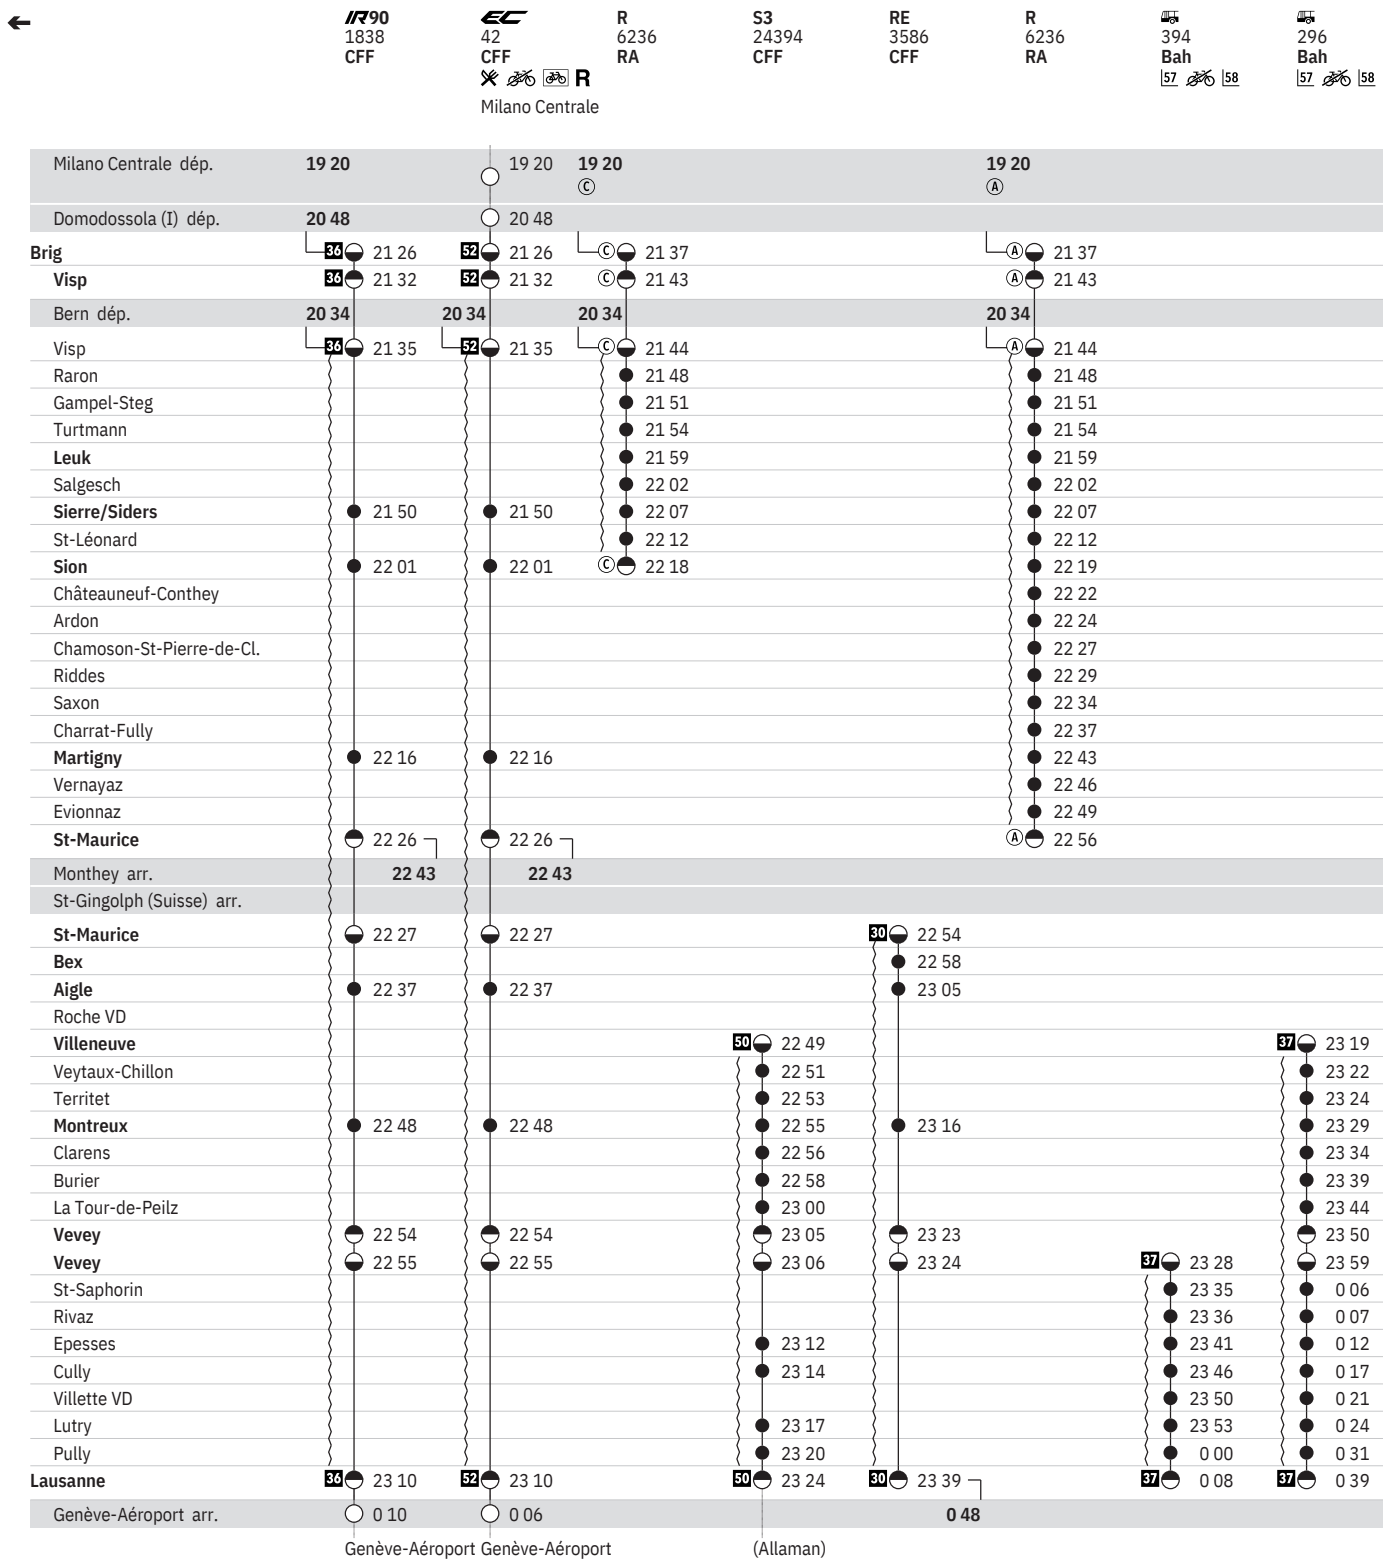 IR90 EC R S3 RE R
1838 42 6236 24394 3586 6236 394 296
CFF CFF RA CFF CFF RA Bah Bah
R 57 58 57 58
Milano Centrale
Milano Centrale dép. 19 20 19 20 19 20 19 20
C A
Domodossola (I) dép. 20 48 20 48
Brig 36 21 26 52 21 26 C 21 37 A 21 37
Visp 36 21 32 52 21 32 C 21 43 A 21 43
Bern dép. 20 34 20 34 20 34 20 34
Visp 36 21 35 52 21 35 C 21 44 A 21 44
Raron 21 48 21 48
Gampel-Steg 21 51 21 51
Turtmann 21 54 21 54
Leuk 21 59 21 59
Salgesch 22 02 22 02
Sierre/Siders 21 50 21 50 22 07 22 07
St-Léonard 22 12 22 12
Sion 22 01 22 01 C 22 18 22 19
Châteauneuf-Conthey 22 22
Ardon 22 24
Chamoson-St-Pierre-de-Cl. 22 27
Riddes 22 29
Saxon 22 34
Charrat-Fully 22 37
Martigny 22 16 22 16 22 43
Vernayaz 22 46
Evionnaz 22 49
St-Maurice 22 26 22 26 A 22 56
Monthey arr. 22 43 22 43
St-Gingolph (Suisse) arr.
St-Maurice 22 27 22 27 30 22 54
Bex 22 58
Aigle 22 37 22 37 23 05
Roche VD
Villeneuve 50 22 49 37 23 19
Veytaux-Chillon 22 51 23 22
Territet 22 53 23 24
Montreux 22 48 22 48 22 55 23 16 23 29
Clarens 22 56 23 34
Burier 22 58 23 39
La Tour-de-Peilz 23 00 23 44
Vevey 22 54 22 54 23 05 23 23 23 50
Vevey 22 55 22 55 23 06 23 24 37 23 28 23 59
St-Saphorin 23 35 0 06
Rivaz 23 36 0 07
Epesses 23 12 23 41 0 12
Cully 23 14 23 46 0 17
Villette VD 23 50 0 21
Lutry 23 17 23 53 0 24
Pully 23 20 0 00 0 31
Lausanne 36 23 10 52 23 10 50 23 24 30 23 39 37 0 08 37 0 39
Genève-Aéroport arr. 0 10 0 06 0 48
Genève-Aéroport Genève-Aéroport (Allaman)